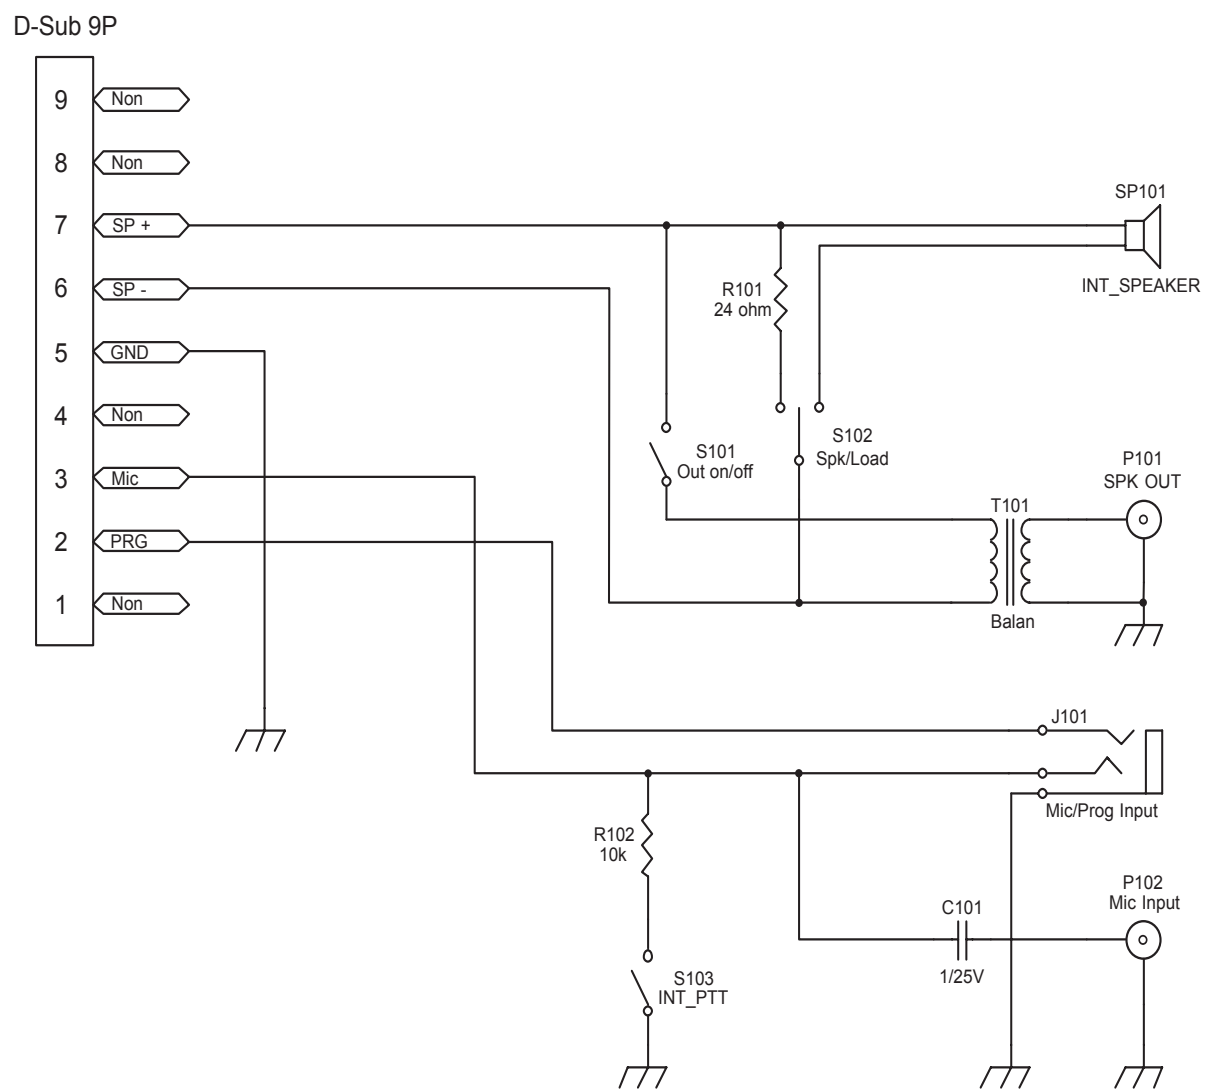 D-Sub 9P
9 Non
8 Non
7 SP +
6 SP -
5 GND
4 Non
3 Mic
2 PRG
1 Non
SP101
INT_SPEAKER
R101
24 ohm
S101
Out on/off
S102
Spk/Load
P101
SPK OUT
T101
Balan
J101
Mic/Prog Input
R102
10k
P102
Mic Input
C101
1/25V
S103
INT_PTT